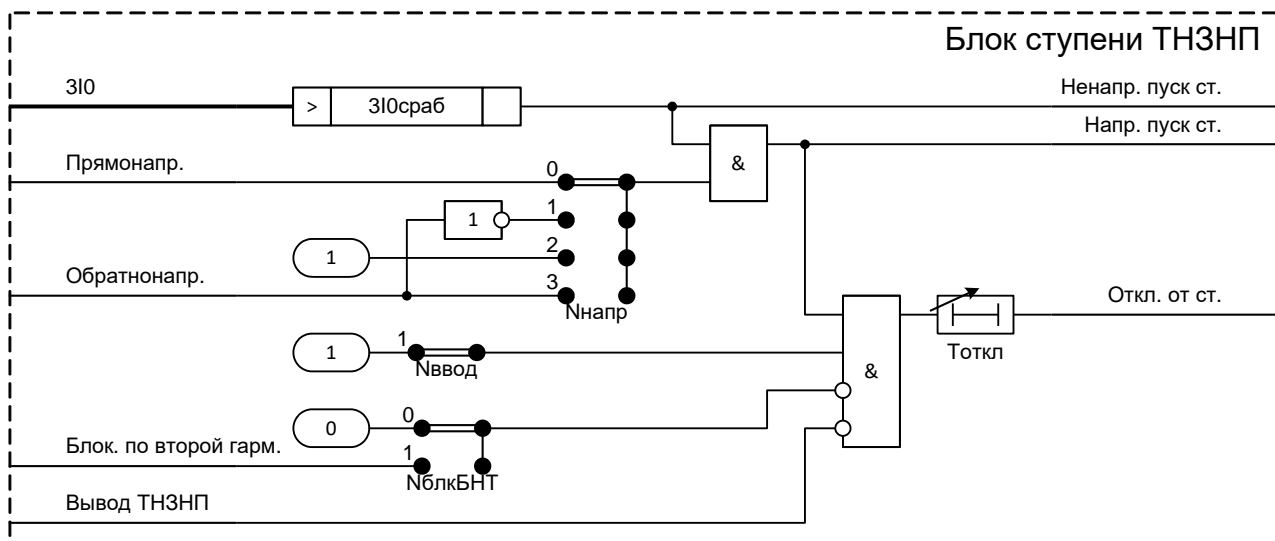 Блок ступени ТНЗНП
3I0
> 3I0сраб
Ненапр. пуск ст.
Напр. пуск ст.
Прямонапр.
0
&
1
1
1
2
Обратнонапр.
3
Nнапр
Откл. от ст.
1
1
Nввод
&
Tоткл
0
0
Блок. по второй гарм.
1
NблкБНТ
Вывод ТНЗНП